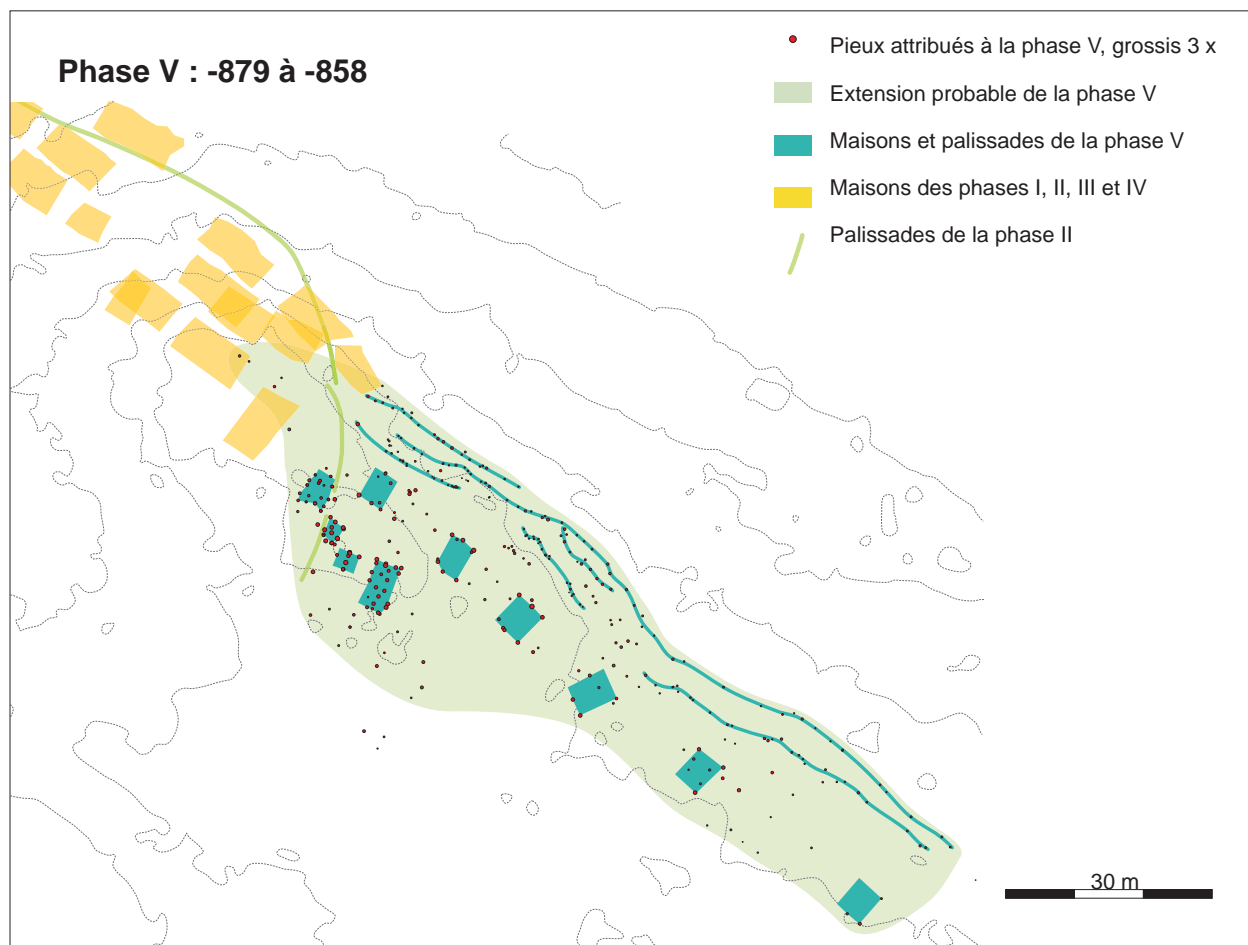 Phase V : -879 à -858
Pieux attribués à la phase V, grossis 3 x
Extension probable de la phase V
Maisons et palissades de la phase V
Maisons des phases I, II, III et IV
Palissades de la phase II
30 m